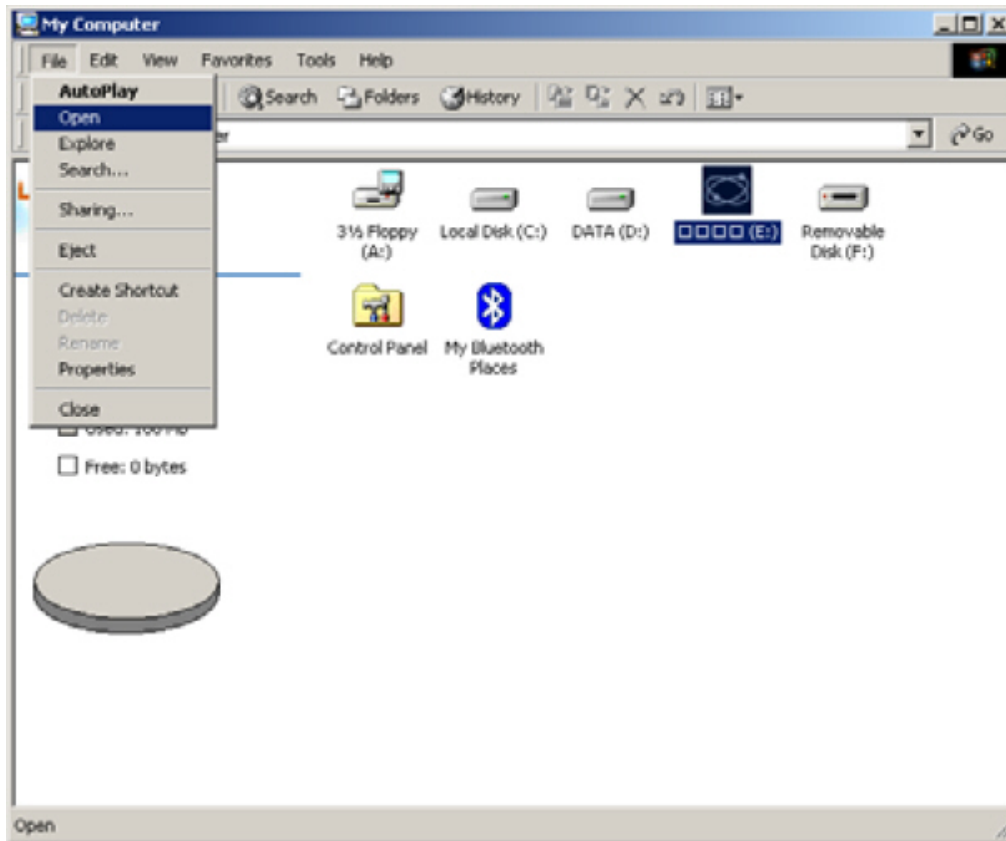 My Computer
File Edit View Favorites Tools Help
AutoPlay
Search Folders History
Open
Explore
Go
Search...
Sharing...
3½ Floppy (A:)
Local Disk (C:)
DATA (D:)
□□□□ (E:)
Removable Disk (F:)
Eject
Create Shortcut
Delete
Rename
Properties
Close
Control Panel
My Bluetooth Places
Free: 0 bytes
Open